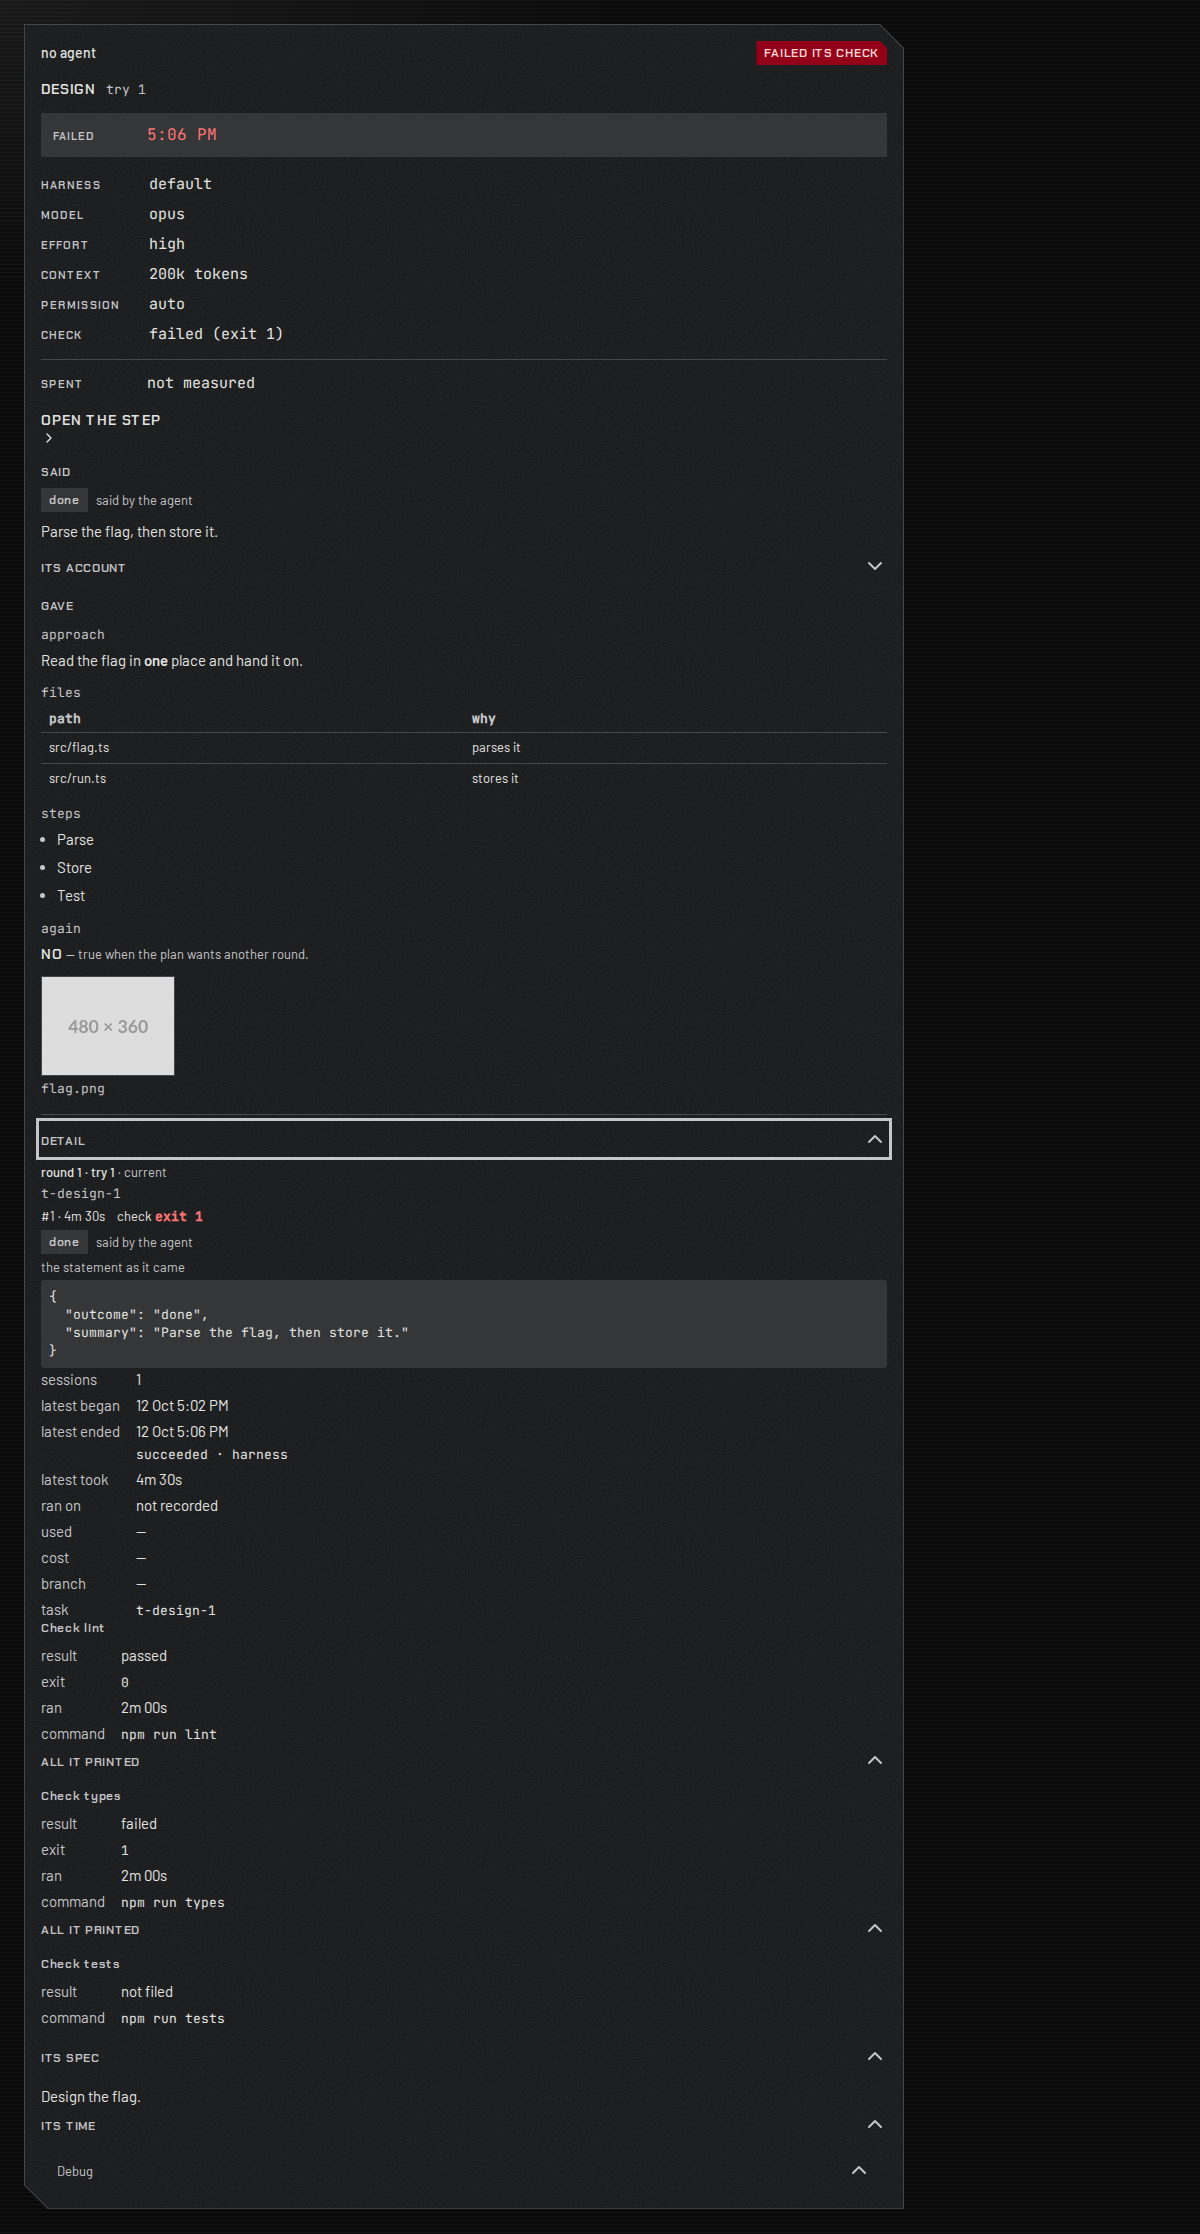 no agent
FAILED ITS CHECK
DESIGN try 1
FAILED 5:06 PM
HARNESS default
MODEL opus
EFFORT high
CONTEXT 200k tokens
PERMISSION auto
CHECK failed (exit 1)
SPENT not measured
OPEN THE STEP
SAID
done said by the agent
Parse the flag, then store it.
ITS ACCOUNT
GAVE
approach
Read the flag in one place and hand it on.
files
path why
src/flag.ts parses it
src/run.ts stores it
steps
• Parse
• Store
• Test
again
NO — true when the plan wants another round.
480 × 360
flag.png
DETAIL
round 1 · try 1 · current
t-design-1
#1 · 4m 30s check exit 1
done said by the agent
the statement as it came
{
"outcome": "done",
"summary": "Parse the flag, then store it."
}
sessions 1
latest began 12 Oct 5:02 PM
latest ended 12 Oct 5:06 PM
succeeded · harness
latest took 4m 30s
ran on not recorded
used —
cost —
branch —
task t-design-1
Check lint
result passed
exit 0
ran 2m 00s
command npm run lint
ALL IT PRINTED
Check types
result failed
exit 1
ran 2m 00s
command npm run types
ALL IT PRINTED
Check tests
result not filed
command npm run tests
ITS SPEC
Design the flag.
ITS TIME
Debug